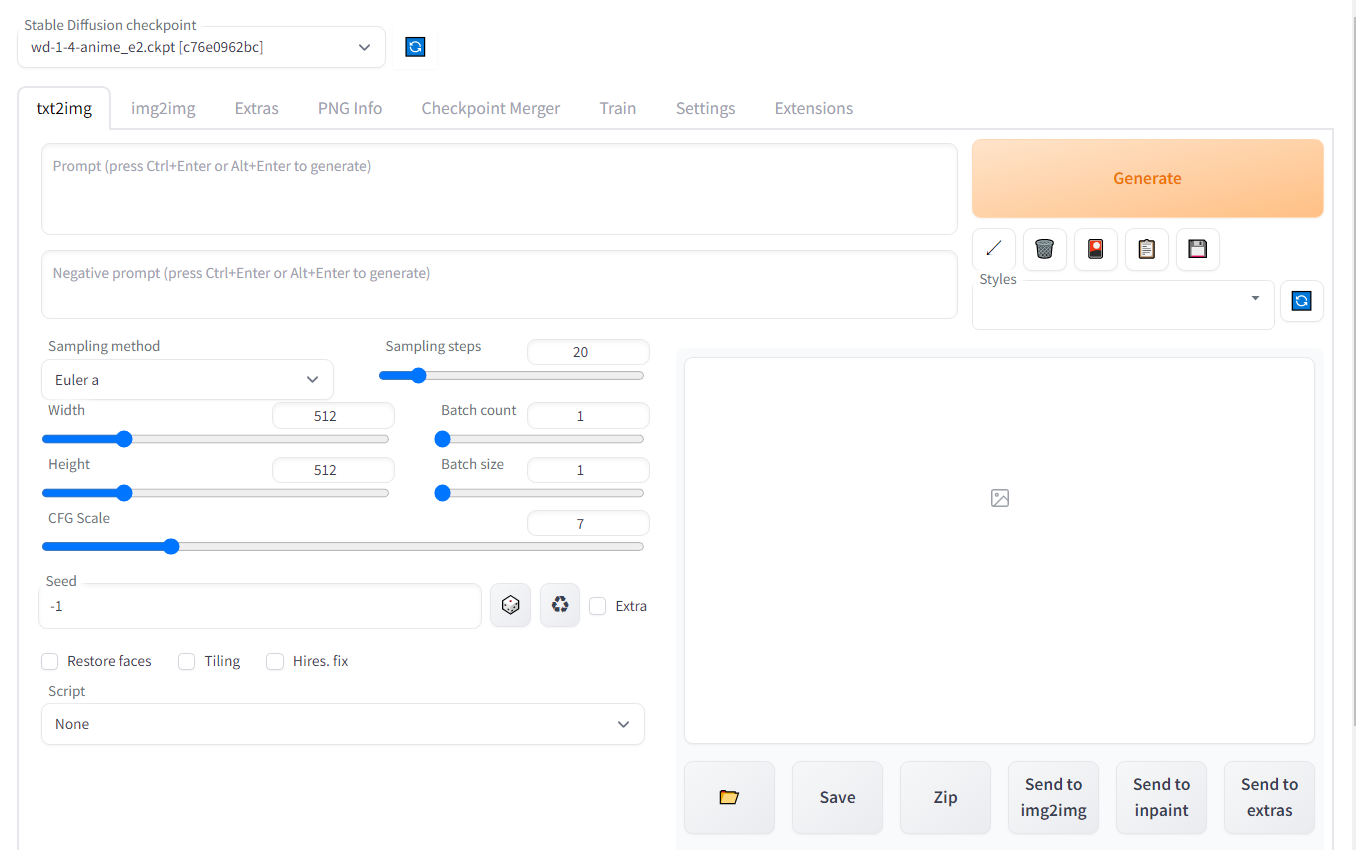 Stable Diffusion checkpoint
wd-1-4-anime_e2.ckpt [c76e0962bc]
txt2img img2img Extras PNG Info Checkpoint Merger Train Settings Extensions
Prompt (press Ctrl+Enter or Alt+Enter to generate)
Generate
Negative prompt (press Ctrl+Enter or Alt+Enter to generate)
Styles
Sampling method
Euler a
Sampling steps 20
Width 512
Batch count 1
Height 512
Batch size 1
CFG Scale 7
Seed
-1
Extra
Restore faces Tiling Hires. fix
Script
None
Save
Zip
Send to
img2img
Send to
inpaint
Send to
extras